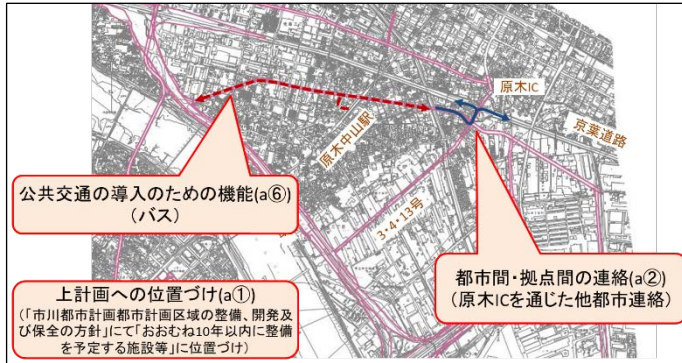 原木IC
京葉道路
原木中山駅
3・4・13号
公共交通の導入のための機能(a⑥)
(バス)
都市間・拠点間の連絡(a②)
(原木ICを通じた他都市連絡)
上計画への位置づけ(a①)
(「市川都市計画都市計画区域の整備、開発及
び保全の方針」にて「おおむね10年以内に整備
を予定する施設等」に位置づけ)